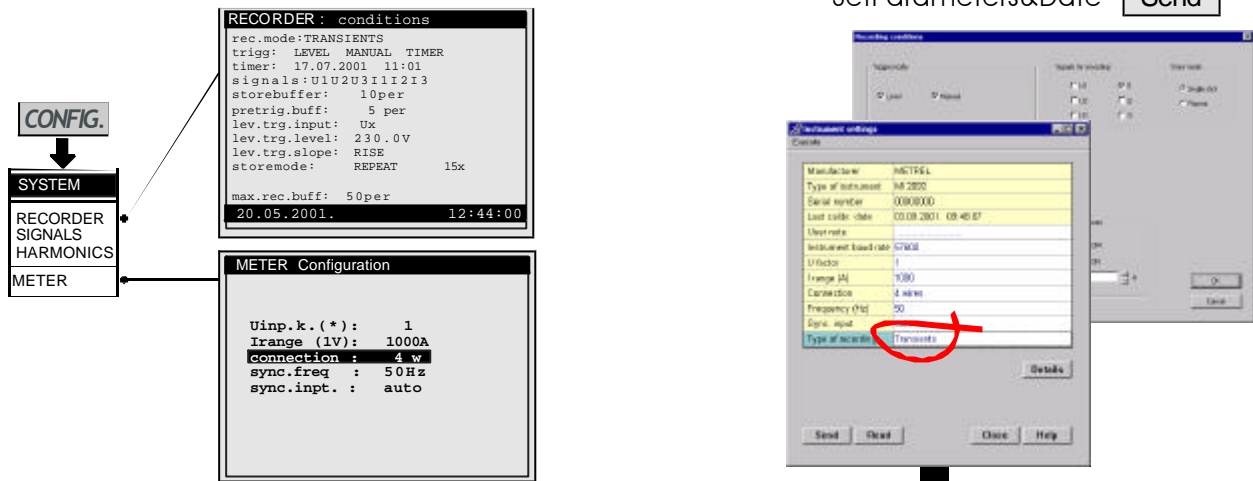 SetParameters&Date Send
CONFIG.
SYSTEM
RECORDER
SIGNALS
HARMONICS
METER
RECORDER : conditions
rec.mode:TRANSIENTS
trigg: LEVEL MANUAL TIMER
timer: 17.07.2001 11:01
signals:U1U2U3I1I2I3
storebuffer: 10per
pretrig.buff: 5 per
lev.trg.input: Ux
lev.trg.level: 230.0V
lev.trg.slope: RISE
storemode: REPEAT 15x
max.rec.buff: 50per
20.05.2001. 12:44:00
METER Configuration
Uinp.k.(*): 1
Irange (1V): 1000A
connection : 4 w
sync.freq : 50Hz
sync.inpt. : auto
Recording conditions
Level Manual
Instrument settings
Execute
Manufacturer METREL
Type of instrument MI 2092
Serial number 00000000
Last calibr. date 03.09.2001
User note
Instrument baud rate 57600
U factor 1
I range (A) 1000
Connection 4 wires
Frequency (Hz) 50
Sync. input
Type of Transients
Details
Send Read Close Help
OK
Cancel